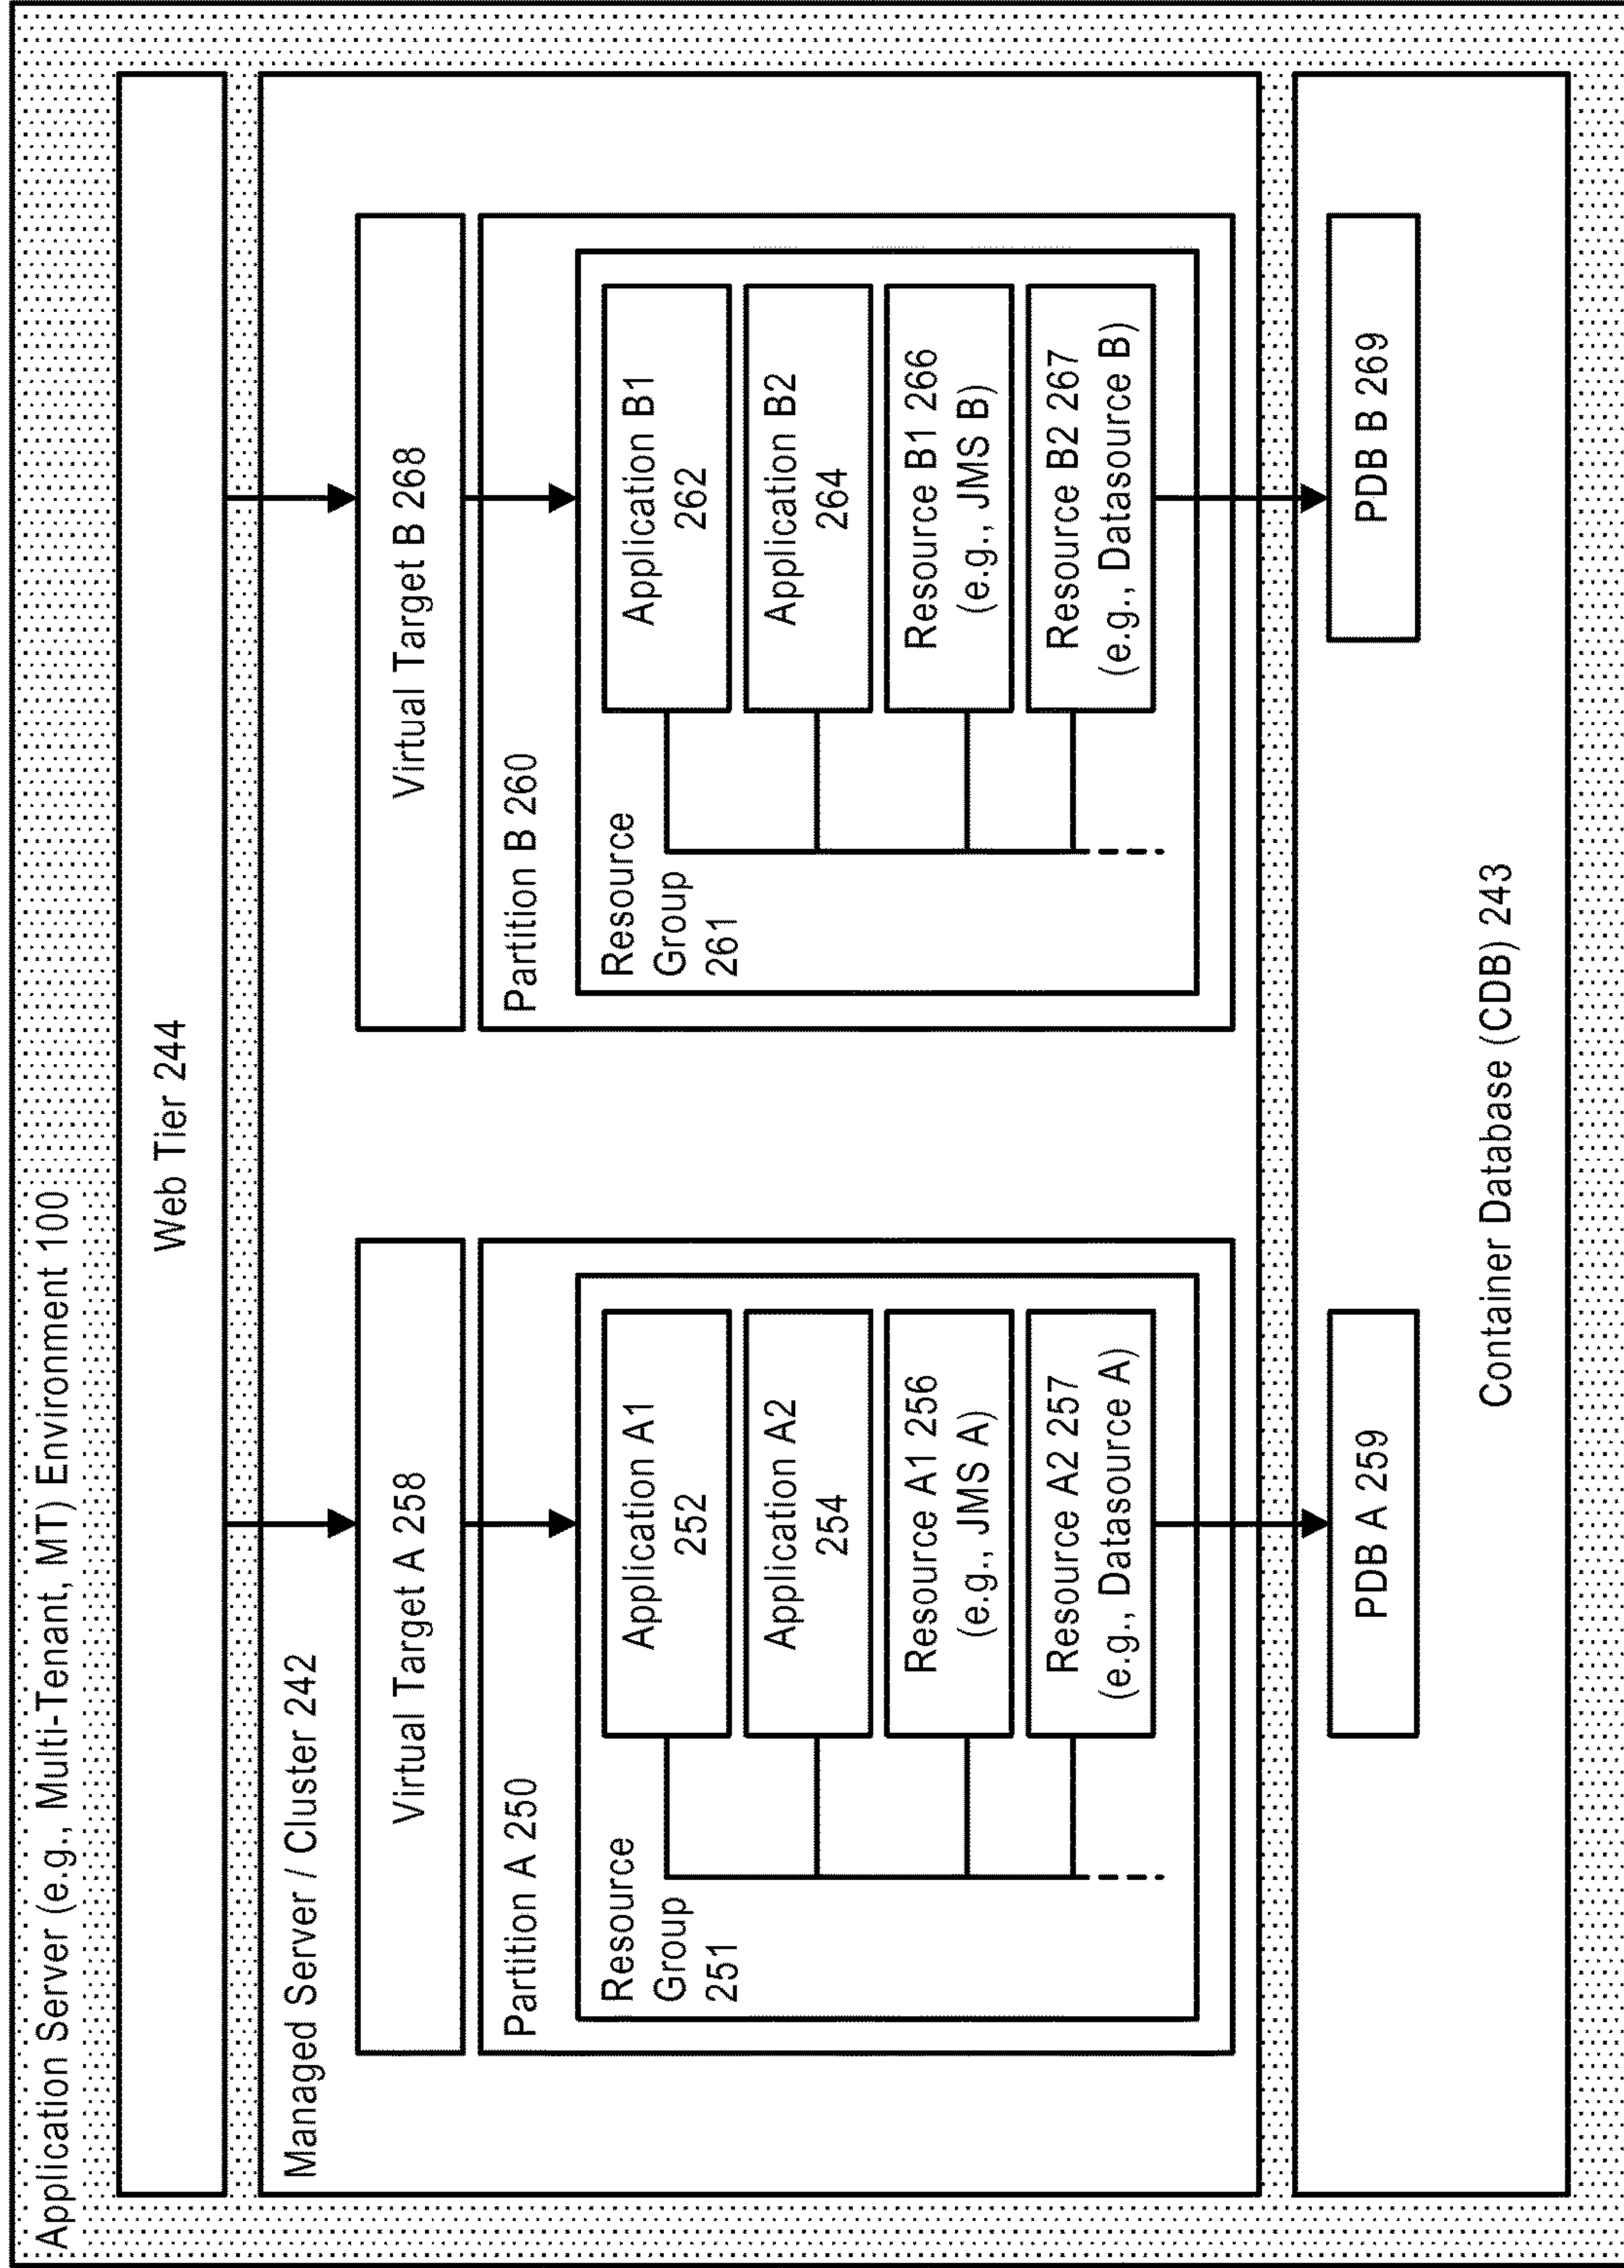 Application Server (e.g., Multi-Tenant, MT) Environment 100
Web Tier 244
Managed Server / Cluster 242
Virtual Target A 258
Partition A 250
Resource
Group
251
Application A1
252
Application A2
254
Resource A1 256
(e.g., JMS A)
Resource A2 257
(e.g., Datasource A)
Virtual Target B 268
Partition B 260
Resource
Group
261
Application B1
262
Application B2
264
Resource B1 266
(e.g., JMS B)
Resource B2 267
(e.g., Datasource B)
PDB A 259
PDB B 269
Container Database (CDB) 243